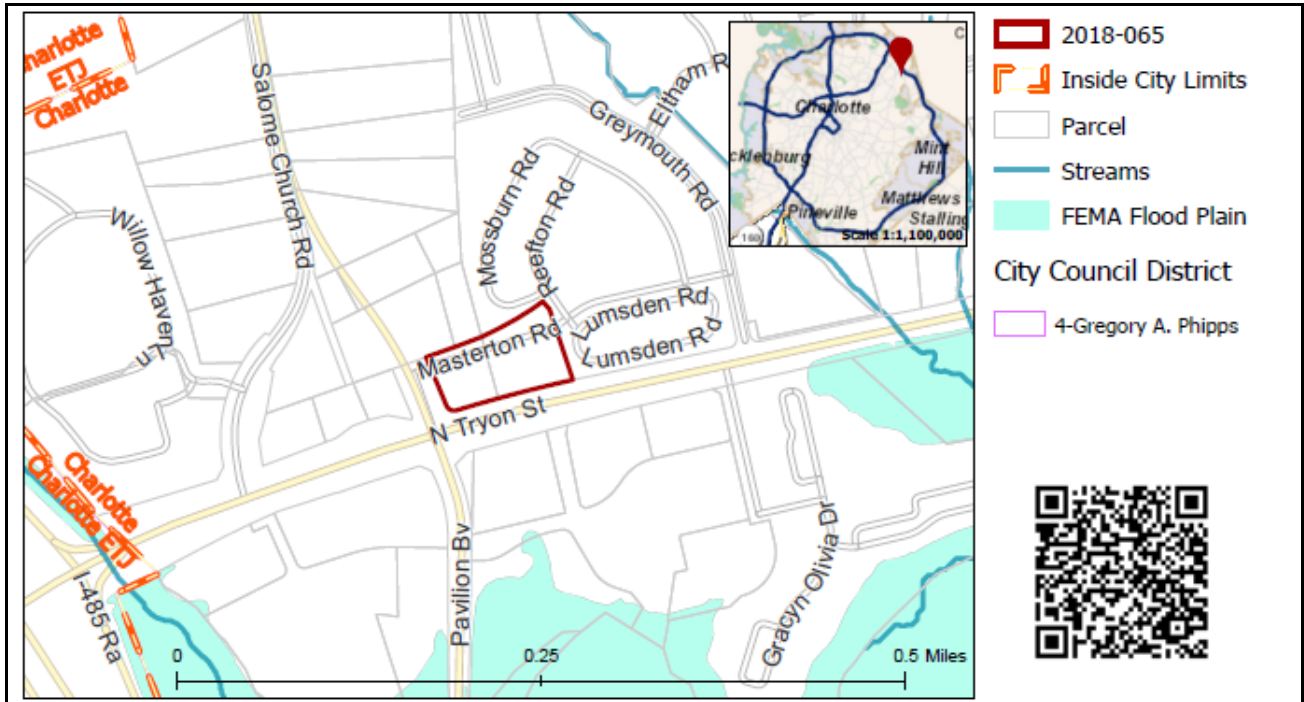 Charlotte
ETJ
Charlotte
Salome Church Rd
Eltham R
Greymouth Rd
Mossburn Rd
Reefton Rd
Willow Haven
Ln
Lumsden Rd
Lumsden Rd
Masterton Rd
N Tryon St
Charlotte
Charlotte ETJ
I-485 Ra
Pavilion Bv
Gracyn Olivia Dr
0
0.25
0.5 Miles
C
Charlotte
cklenburg
Mint
Hill
Matthews
Stalling
Pineville
160
Scale 1:1,100,000
2018-065
Inside City Limits
Parcel
Streams
FEMA Flood Plain
City Council District
4-Gregory A. Phipps